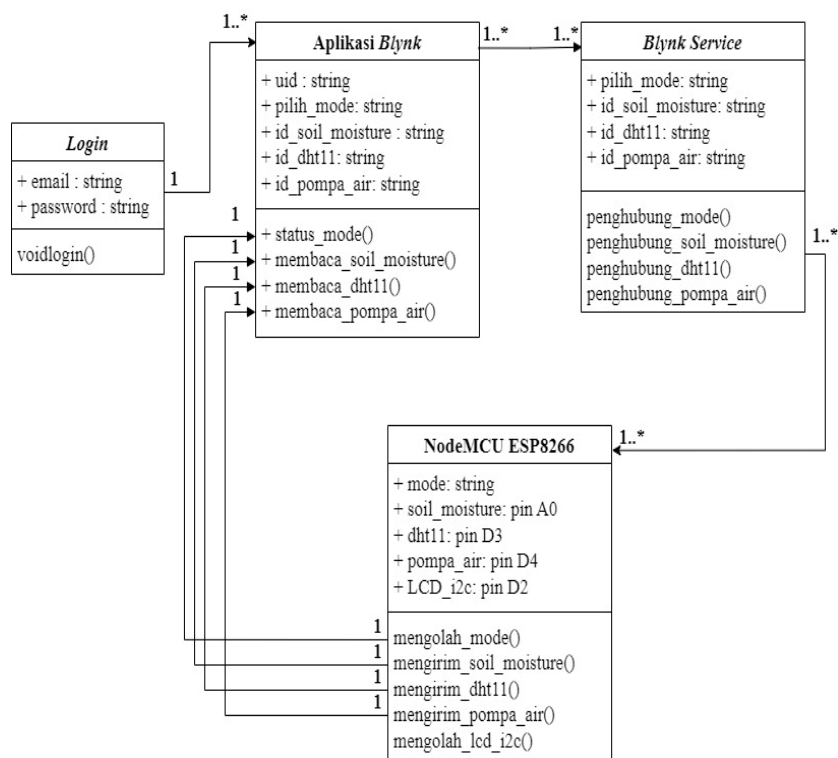 Login
+ email : string
+ password : string
voidlogin()
1
1..*
Aplikasi Blynk
+ uid : string
+ pilih_mode: string
+ id_soil_moisture : string
+ id_dht11: string
+ id_pompa_air: string
1
+ status_mode()
1
+ membaca_soil_moisture()
1
+ membaca_dht11()
1
+ membaca_pompa_air()
1..*
1..*
Blynk Service
+ pilih_mode: string
+ id_soil_moisture: string
+ id_dht11: string
+ id_pompa_air: string
penghubung_mode()
penghubung_soil_moisture()
penghubung_dht11()
penghubung_pompa_air()
1..*
1..*
NodeMCU ESP8266
+ mode: string
+ soil_moisture: pin A0
+ dht11: pin D3
+ pompa_air: pin D4
+ LCD_i2c: pin D2
1
mengolah_mode()
1
mengirim_soil_moisture()
1
mengirim_dht11()
1
mengirim_pompa_air()
mengolah_lcd_i2c()